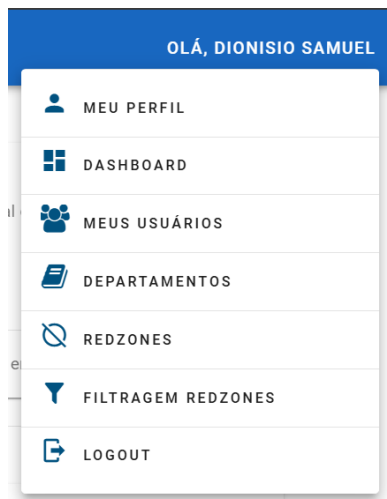 OLÁ, DIONISIO SAMUEL
MEU PERFIL
DASHBOARD
MEUS USUÁRIOS
DEPARTAMENTOS
REDZONES
FILTRAGEM REDZONES
LOGOUT